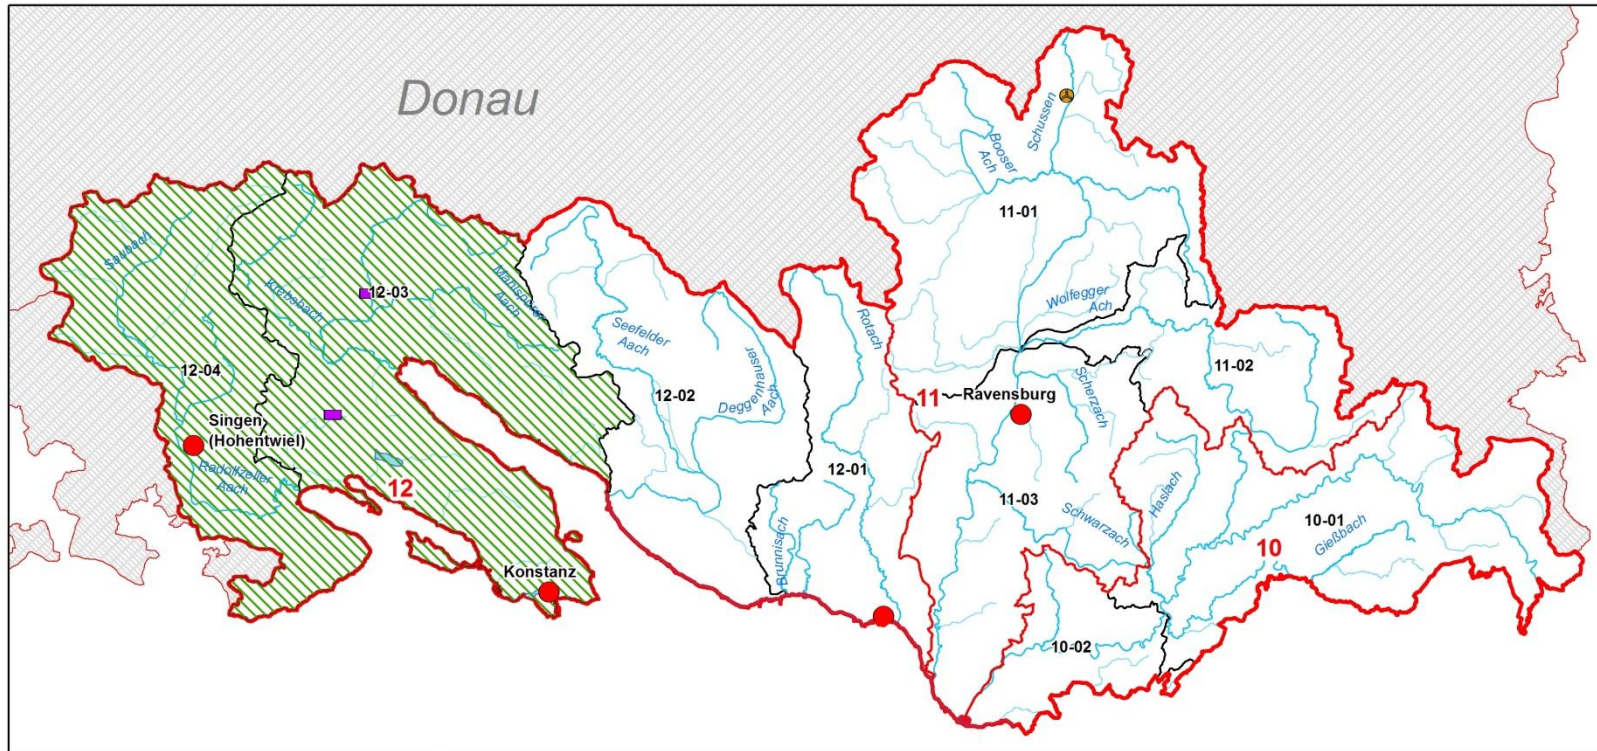 Donau
Schussen
Booser
Ach
11-01
Saubach
Krebsbach
12-03
Mahlspürer
Aach
Wolfegger
Ach
Rotach
Seefelder
Aach
Deggenhauser
Aach
12-04
12-02
11-02
Scherzach
11
Ravensburg
Singen
(Hohentwiel)
Radolfzeller
Aach
12
12-01
11-03
Schwarzach
Haslach
10-01
Gießbach
10
Brunnisach
Konstanz
10-02